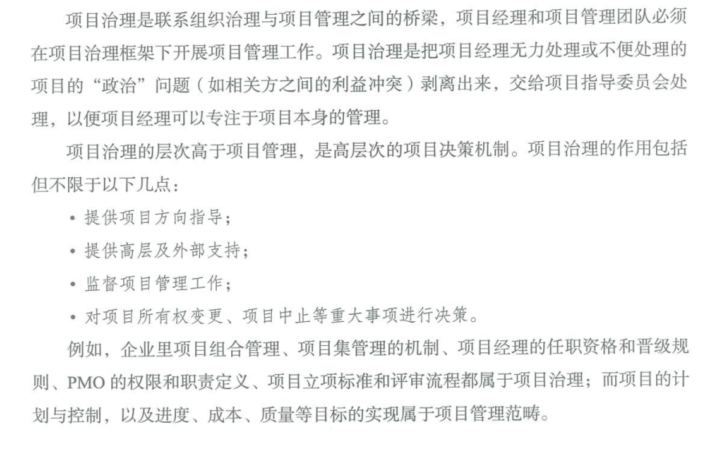 项目治理是联系组织治理与项目管理之间的桥梁，项目经理和项目管理团队必须
在项目治理框架下开展项目管理工作。项目治理是把项目经理无力处理或不便处理的
项目的“政治”问题（如相关方之间的利益冲突）剥离出来，交给项目指导委员会处
理，以便项目经理可以专注于项目本身的管理。
项目治理的层次高于项目管理，是高层次的项目决策机制。项目治理的作用包括
但不限于以下几点：
• 提供项目方向指导；
• 提供高层及外部支持；
• 监督项目管理工作；
• 对项目所有权变更、项目中止等重大事项进行决策。
例如，企业里项目组合管理、项目集管理的机制、项目经理的任职资格和晋级规
则、PMO 的权限和职责定义、项目立项标准和评审流程都属于项目治理；而项目的计
划与控制，以及进度、成本、质量等目标的实现属于项目管理范畴。